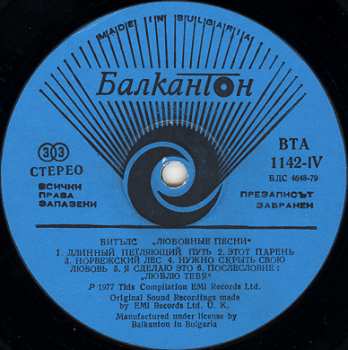 MADE IN BULGARIA
Балкантон
33
СТЕРЕО
ВСИЧКИ
ПРАВА
ЗАПАЗЕНИ
ВТА
1142-IV
БДС 4648-79
ПРЕЗАПИСЪТ
ЗАБРАНЕН
БИТЪЛС „ЛЮБОВНЫЕ ПЕСНИ“
1. ДЛИННЫЙ ПЕТЛЯЮЩИЙ ПУТЬ 2. ЭТОТ ПАРЕНЬ
3. НОРВЕЖСКИЙ ЛЕС 4. НУЖНО СКРЫТЬ СВОЮ
ЛЮБОВЬ 5. Я СДЕЛАЮ ЭТО 6. ПОСЛЕСЛОВИЕ:
„ЛЮБЛЮ ТЕБЯ“
℗ 1977 This Compilation EMI Records Ltd.
Original Sound Recordings made
by EMI Records Ltd. U. K.
Manufactured under license by
Balkanton in Bulgaria